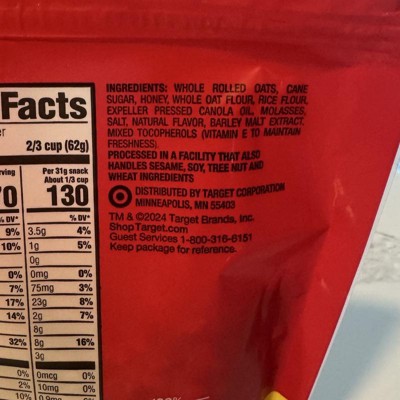 INGREDIENTS: WHOLE ROLLED OATS, CANE
SUGAR, HONEY, WHOLE OAT FLOUR, RICE FLOUR,
EXPELLER PRESSED CANOLA OIL, MOLASSES,
SALT, NATURAL FLAVOR, BARLEY MALT EXTRACT,
MIXED TOCOPHEROLS (VITAMIN E TO MAINTAIN
FRESHNESS).
PROCESSED IN A FACILITY THAT ALSO
HANDLES SESAME, SOY, TREE NUT AND
WHEAT INGREDIENTS
DISTRIBUTED BY TARGET CORPORATION
MINNEAPOLIS, MN 55403
TM & ©2024 Target Brands, Inc.
ShopTarget.com
Guest Services 1-800-316-6151
Keep package for reference.
Facts
2/3 cup (62g)
Per 31g snack
About 1/3 cup
130
% DV* % DV*
9% 3.5g 4%
10% 1g 5%
0g
0% 0mg 0%
7% 75mg 3%
17% 23g 8%
14% 2g 7%
8g
32% 8g 16%
3g
0% 0mcg 0%
2% 10mg 0%
10%